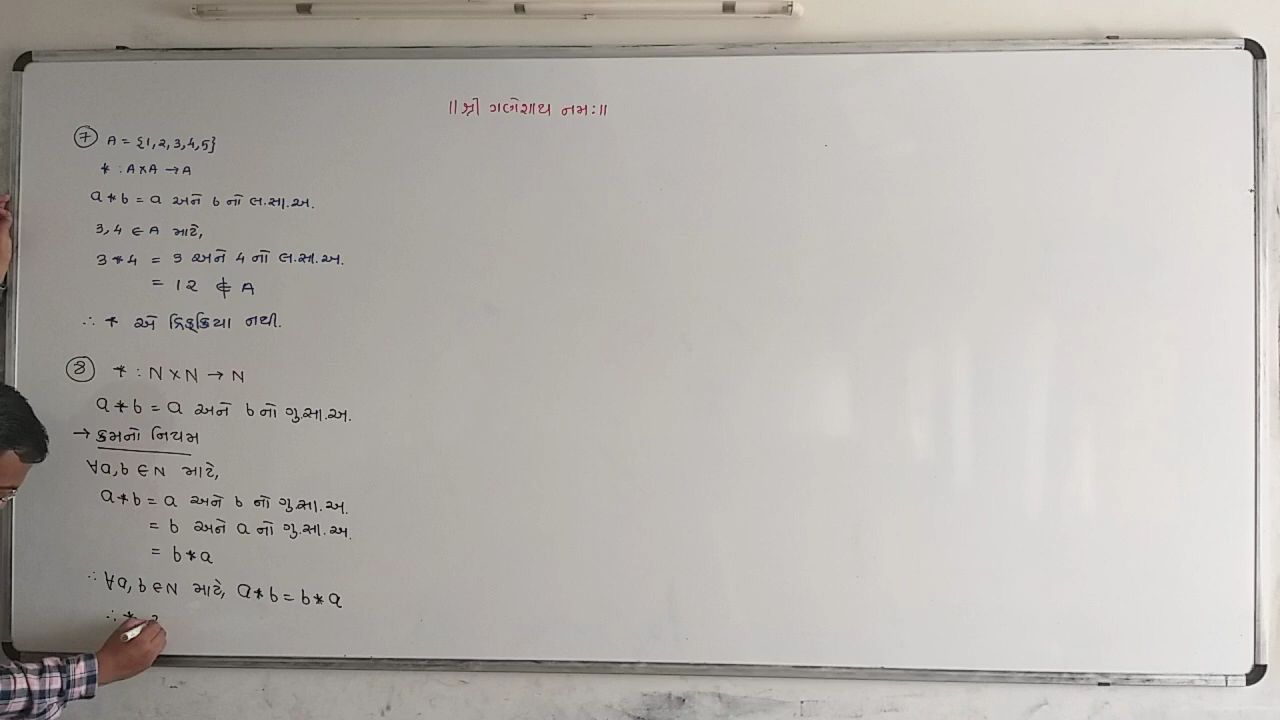 ॥શ્રી ગણેશાય નમઃ॥
⑦ A = {1,2,3,4,5}
* : A×A → A
a*b = a અને b નો લ.સા.અ.
3,4 ∈ A માટે,
3*4 = 3 અને 4 નો લ.સા.અ.
= 12 ∉ A
∴ * એ દ્વિક્ક્રિયા નથી.
⑧ * : N×N → N
a*b = a અને b નો ગુ.સા.અ.
→ ક્રમનો નિયમ
∀a,b ∈ N માટે,
a*b = a અને b નો ગુ.સા.અ.
= b અને a નો ગુ.સા.અ.
= b*a
∴ ∀a,b ∈ N માટે, a*b = b*a
∴ *